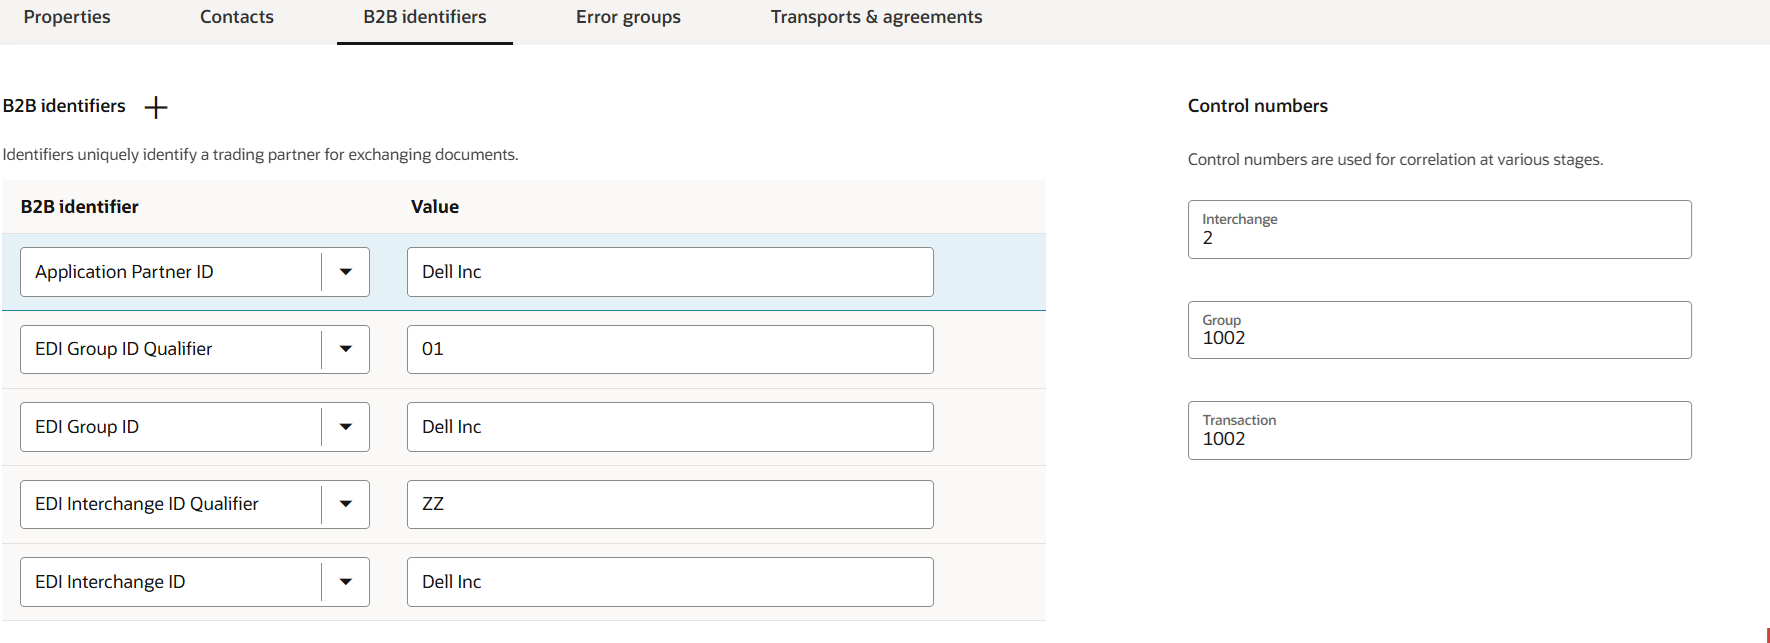 Properties
Contacts
B2B identifiers
Error groups
Transports & agreements
B2B identifiers
Identifiers uniquely identify a trading partner for exchanging documents.
B2B identifier
Value
Application Partner ID
Dell Inc
EDI Group ID Qualifier
01
EDI Group ID
Dell Inc
EDI Interchange ID Qualifier
ZZ
EDI Interchange ID
Dell Inc
Control numbers
Control numbers are used for correlation at various stages.
Interchange
2
Group
1002
Transaction
1002